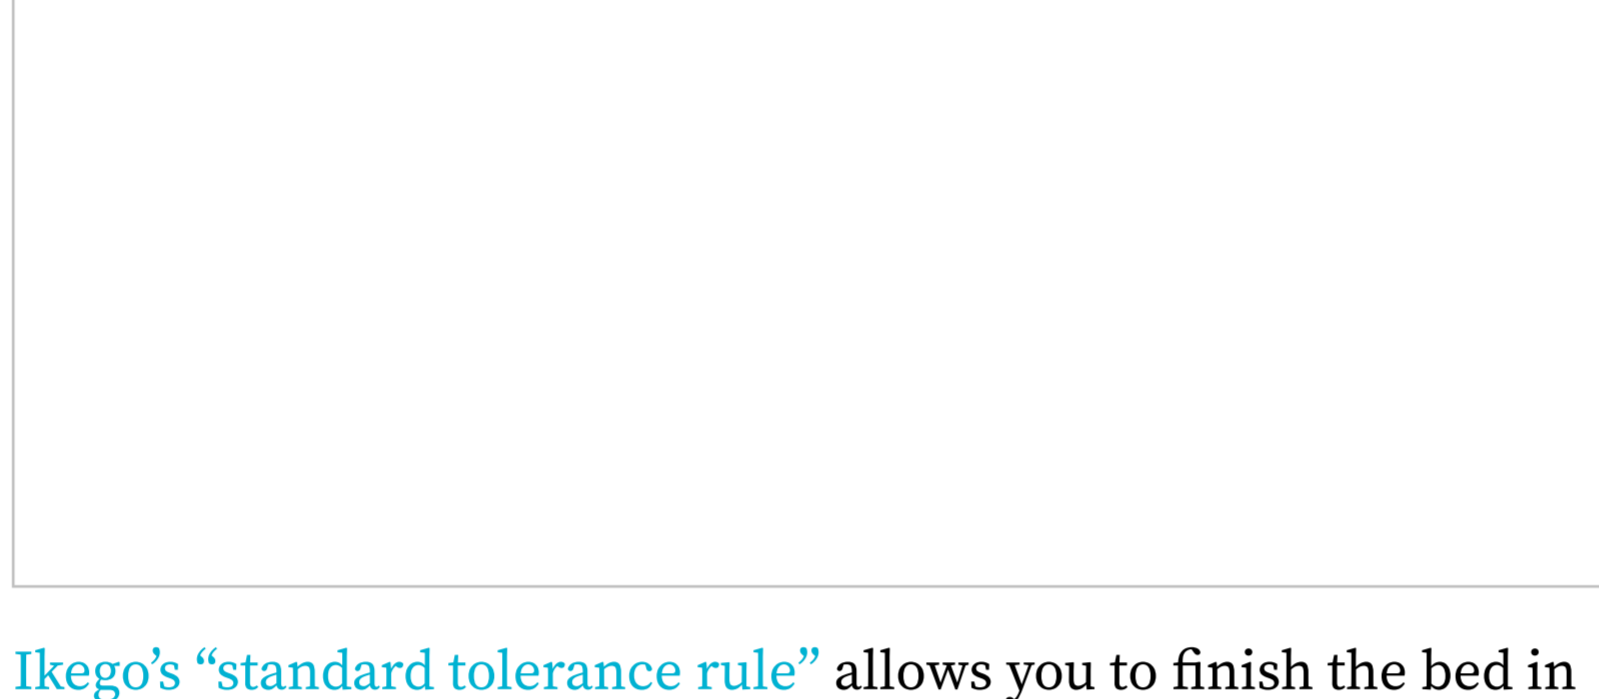 Ikego’s “standard tolerance rule” allows you to finish the bed in